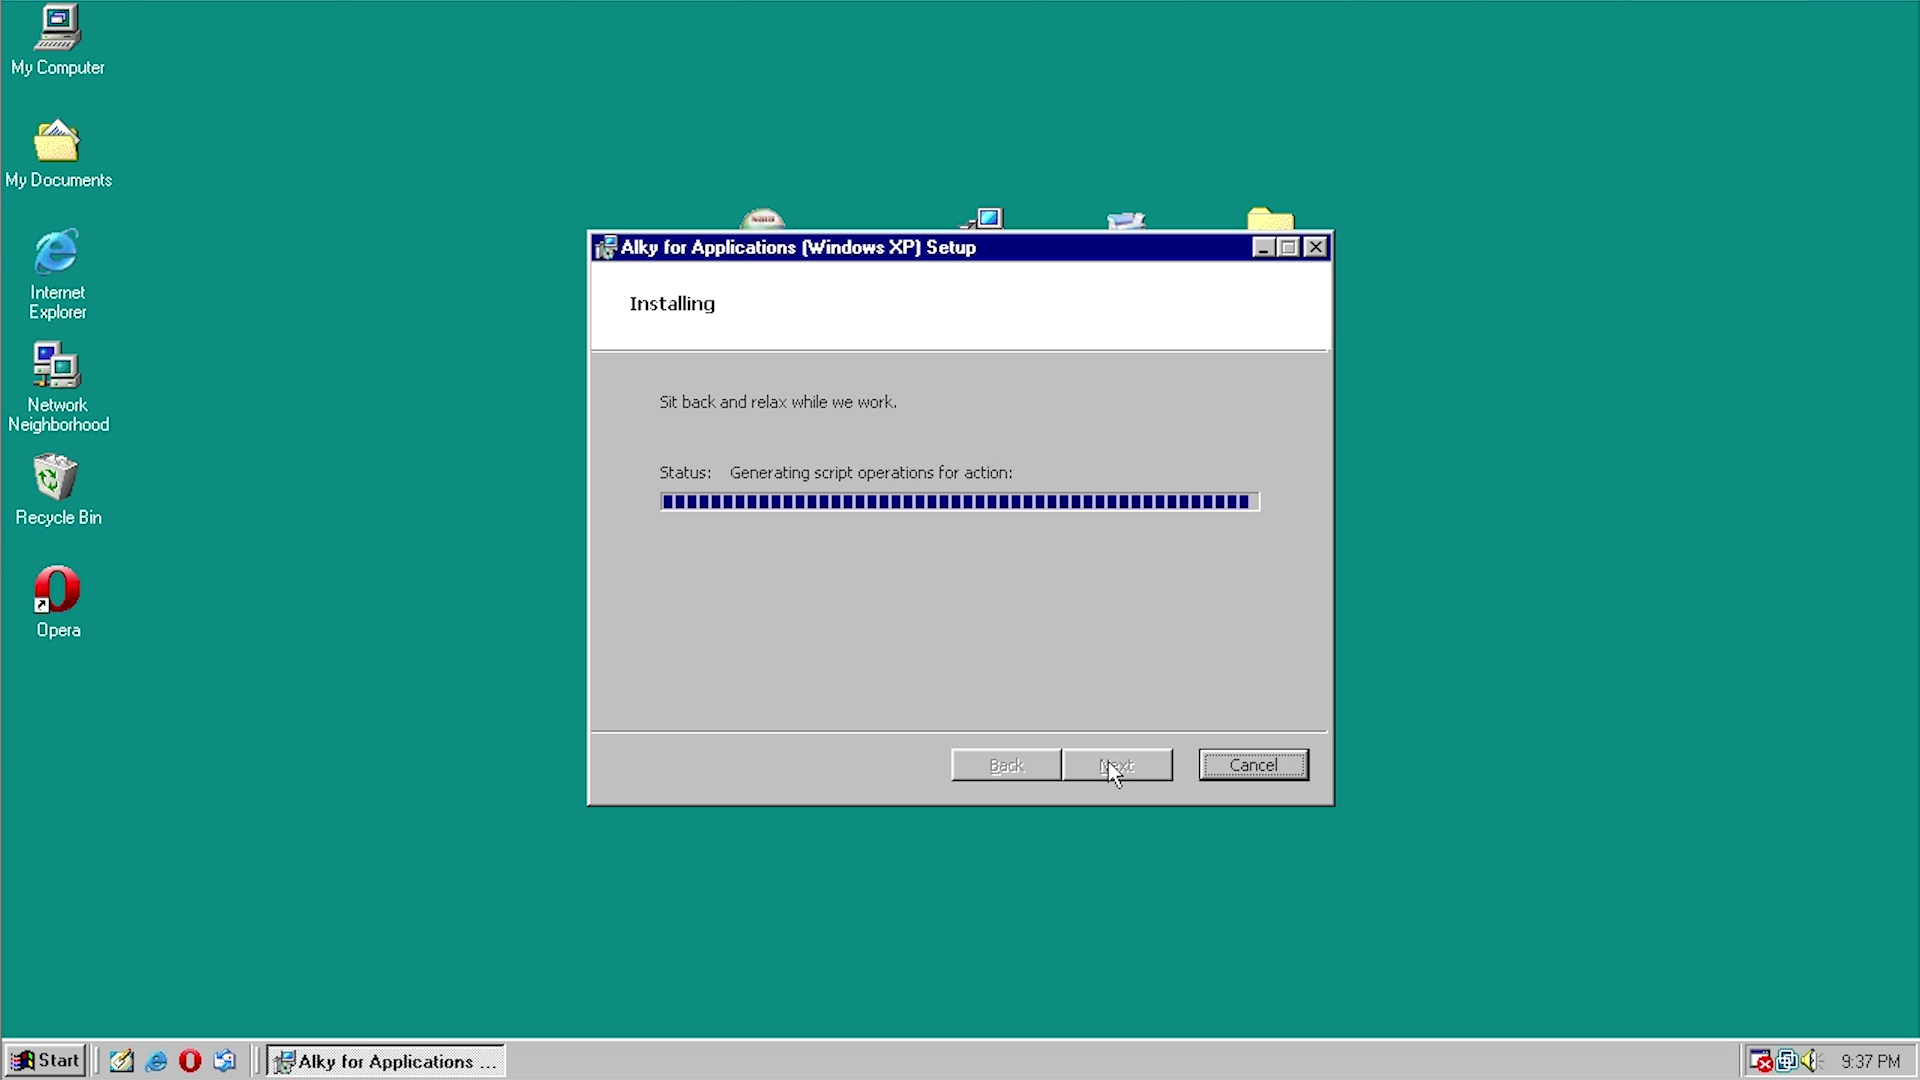 My Computer
My Documents
Internet
Explorer
Network
Neighborhood
Recycle Bin
Opera
Alky for Applications (Windows XP) Setup
Installing
Sit back and relax while we work.
Status: Generating script operations for action:
Back
Next
Cancel
Start
Alky for Applications ...
9:37 PM